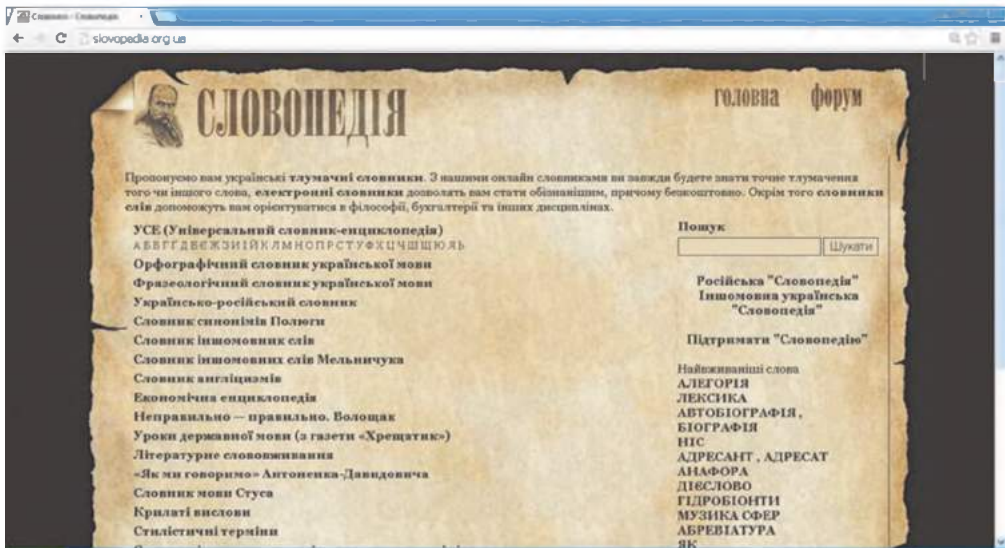 slovopedia.org.ua
СЛОВОПЕДІЯ
головна форум
Пропонуємо вам українські тлумачні словники. З нашими онлайн словниками ви завжди будете знати точне тлумачення
того чи іншого слова, електронні словники дозволять вам стати обізнанішим, причому безкоштовно. Окрім того словники
слів допоможуть вам орієнтуватися в філософії, бухгалтерії та інших дисциплінах.
УСЕ (Універсальний словник-енциклопедія)
А Б В Г Ґ Д Е Є Ж З И І Й К Л М Н О П Р С Т У Ф Х Ц Ч Ш Щ Ю Я Ь
Орфографічний словник української мови
Фразеологічний словник української мови
Українсько-російський словник
Словник синонімів Полюги
Словник іншомовних слів
Словник іншомовних слів Мельничука
Словник англіцизмів
Економічна енциклопедія
Неправильно — правильно. Волощак
Уроки державної мови (з газети «Хрещатик»)
Літературне слововживання
«Як ми говоримо» Антоненка-Давидовича
Словник мови Стуса
Крилаті вислови
Стилістичні терміни
Пошук
Шукати
Російська "Словопедія"
Іншомовна українська
"Словопедія"
Підтримати "Словопедію"
Найвживаніші слова
АЛЕГОРІЯ
ЛЕКСИКА
АВТОБІОГРАФІЯ ,
БІОГРАФІЯ
НІС
АДРЕСАНТ , АДРЕСАТ
АНАФОРА
ДІЄСЛОВО
ГІДРОБІОНТИ
МУЗИКА СФЕР
АБРЕВІАТУРА
ЯК